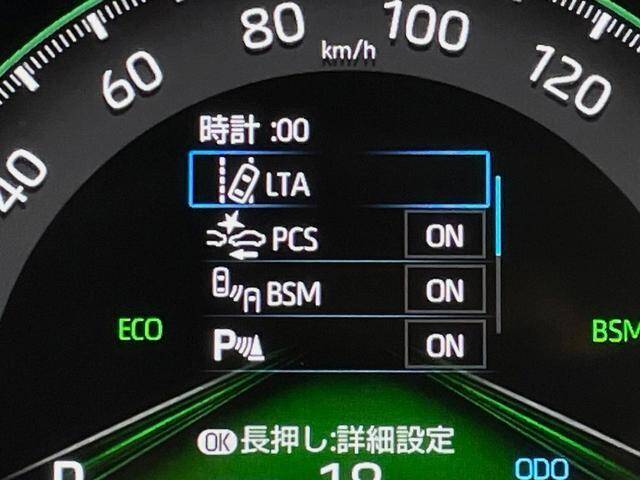 80 100
km/h
60 120
40
時計 :00
LTA
PCS ON
BSM ON
ECO BSM
P ON
OK 長押し:詳細設定
ODO